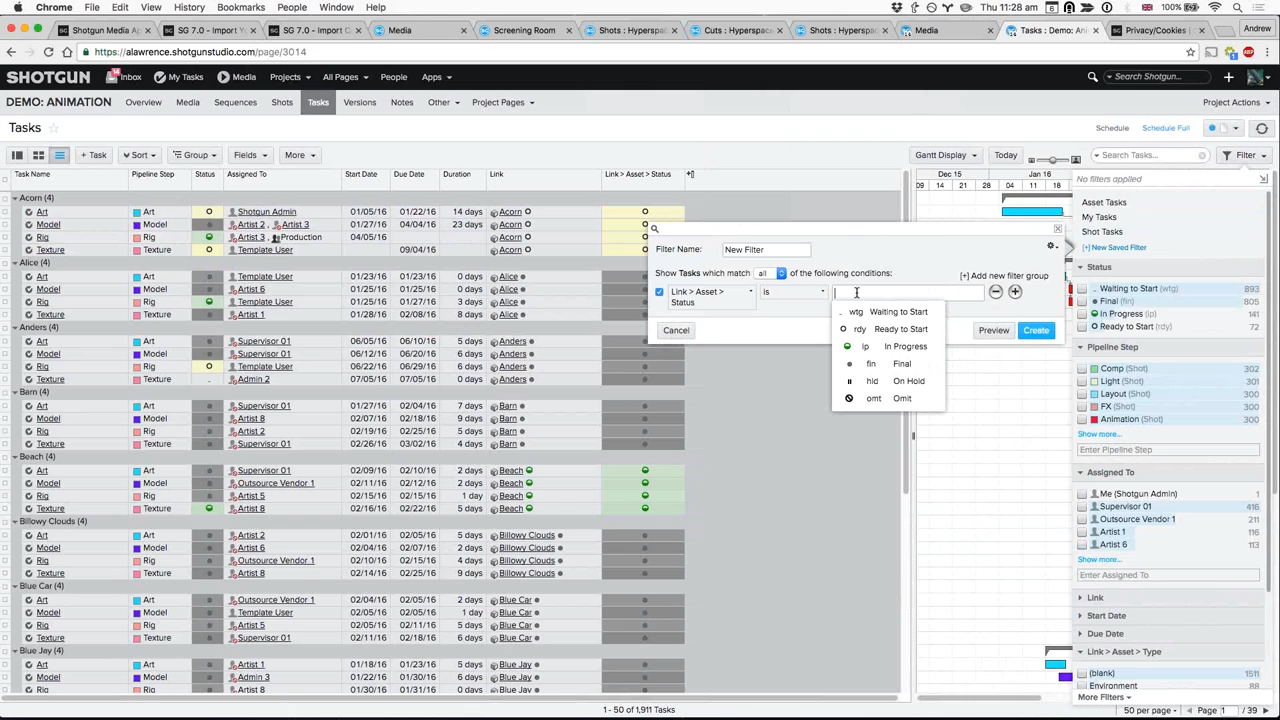 Chrome File Edit View History Bookmarks People Window Help Thu 11:28 am 6 100% Andrew
Shotgun Media Ap SG 7.0 - Import Y SG 7.0 - Import C Media Screening Room Shots : Hyperspac Cuts : Hyperspac Shots : Hyperspac Media Tasks : Demo: Ani Privacy/Cookies | Andrew
https://alawrence.shotgunstudio.com/page/3014
SHOTGUN Inbox My Tasks Media Projects All Pages People Apps Search Shotgun...
DEMO: ANIMATION Overview Media Sequences Shots Tasks Versions Notes Other Project Pages Project Actions
Tasks Schedule Schedule Full
+ Task Sort Group Fields More Gantt Display Today Search Tasks... Filter
Task Name Pipeline Step Status Assigned To Start Date Due Date Duration Link Link > Asset > Status Dec 15 Jan 16
09 14 21 28 04 11 18
No filters applied
Asset Tasks
My Tasks
Shot Tasks
[+] New Saved Filter
Status
Waiting to Start (wtg) 893
Final (fin) 805
In Progress (ip) 141
Ready to Start (rdy) 72
Pipeline Step
Comp (Shot) 302
Light (Shot) 301
Layout (Shot) 300
FX (Shot) 300
Animation (Shot) 300
Show more...
Enter Pipeline Step
Assigned To
Me (Shotgun Admin) 1
Supervisor 01 416
Outsource Vendor 1 211
Artist 1 116
Artist 6 113
Show more...
Enter Assigned To
Link
Start Date
Due Date
Link > Asset > Type
(blank) 1511
Environment 88
More Filters
Acorn (4)
Art Art Shotgun Admin 01/05/16 01/22/16 14 days Acorn
Model Model Artist 2 , Artist 3 01/27/16 04/04/16 23 days Acorn
Rig Rig Artist 3 , Production 04/05/16 Acorn
Texture Texture Template User 09/04/16 Acorn
Alice (4)
Art Art Template User 01/23/16 01/23/16 0 days Alice
Model Model Template User 01/24/16 01/24/16 0 days Alice
Rig Rig Template User 01/25/16 01/27/16 3 days Alice
Texture Texture Artist 8 01/28/16 01/28/16 1 day Alice
Anders (4)
Art Art Supervisor 01 06/05/16 06/10/16 5 days Anders
Model Model Supervisor 01 06/12/16 06/20/16 6 days Anders
Rig Rig Template User 06/22/16 06/29/16 6 days Anders
Texture Texture Admin 2 07/05/16 07/05/16 0 days Anders
Barn (4)
Art Art Supervisor 01 01/27/16 02/04/16 7 days Barn
Model Model Artist 8 02/08/16 02/16/16 7 days Barn
Rig Rig Artist 2 02/19/16 02/23/16 3 days Barn
Texture Texture Supervisor 01 02/26/16 03/02/16 4 days Barn
Beach (4)
Art Art Supervisor 01 02/09/16 02/10/16 2 days Beach
Model Model Outsource Vendor 1 02/11/16 02/12/16 2 days Beach
Rig Rig Artist 5 02/15/16 02/15/16 1 day Beach
Texture Texture Artist 8 02/16/16 02/22/16 5 days Beach
Billowy Clouds (4)
Art Art Artist 2 02/01/16 02/05/16 5 days Billowy Clouds
Model Model Artist 6 02/04/16 02/07/16 2 days Billowy Clouds
Rig Rig Outsource Vendor 1 02/10/16 02/12/16 3 days Billowy Clouds
Texture Texture Artist 8 02/14/16 02/25/16 9 days Billowy Clouds
Blue Car (4)
Art Art Outsource Vendor 1 02/02/16 02/04/16 3 days Blue Car
Model Model Template User 02/05/16 02/05/16 1 day Blue Car
Rig Rig Artist 5 02/06/16 02/10/16 3 days Blue Car
Texture Texture Supervisor 01 02/11/16 02/18/16 6 days Blue Car
Blue Jay (4)
Art Art Artist 1 01/18/16 01/23/16 5 days Blue Jay
Model Model Admin 3 01/22/16 01/30/16 6 days Blue Jay
Rig Rig Artist 8 01/30/16 01/31/16 0 days Blue Jay
Filter Name: New Filter
Show Tasks which match all of the following conditions: [+] Add new filter group
Link > Asset > Status is
Cancel Preview Create
wtg Waiting to Start
rdy Ready to Start
ip In Progress
fin Final
hld On Hold
omt Omit
1 - 50 of 1,911 Tasks 50 per page Page 1 / 39